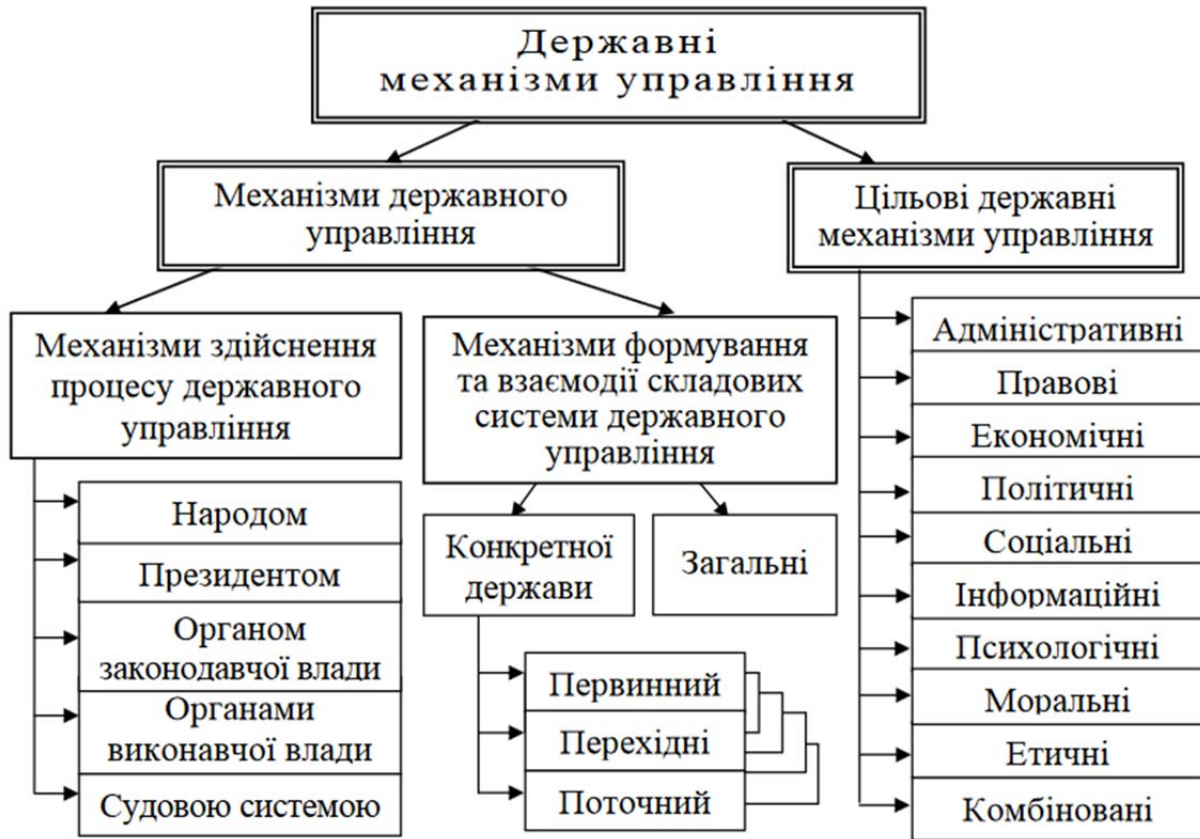 Державні
механізми управління
Механізми державного
управління
Цільові державні
механізми управління
Механізми здійснення
процесу державного
управління
Народом
Президентом
Органом
законодавчої влади
Органами
виконавчої влади
Судовою системою
Механізми формування
та взаємодії складових
системи державного
управління
Конкретної
держави
Загальні
Первинний
Перехідні
Поточний
Адміністративні
Правові
Економічні
Політичні
Соціальні
Інформаційні
Психологічні
Моральні
Етичні
Комбіновані